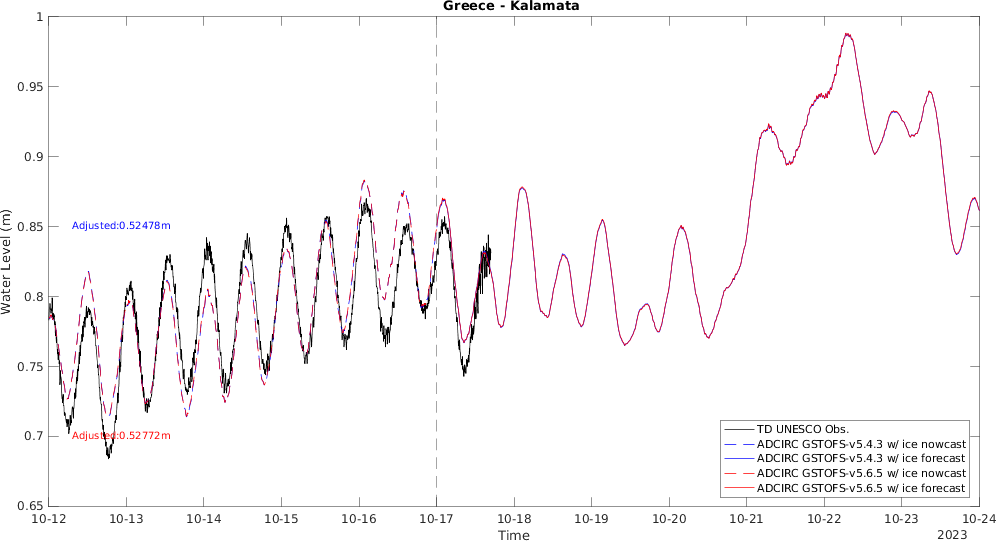 Greece - Kalamata
1
0.95
0.9
0.85
0.8
0.75
0.7
0.65
Water Level (m)
Adjusted:0.52478m
Adjusted:0.52772m
TD UNESCO Obs.
ADCIRC GSTOFS-v5.4.3 w/ ice nowcast
ADCIRC GSTOFS-v5.4.3 w/ ice forecast
ADCIRC GSTOFS-v5.6.5 w/ ice nowcast
ADCIRC GSTOFS-v5.6.5 w/ ice forecast
10-12 10-13 10-14 10-15 10-16 10-17 10-18 10-19 10-20 10-21 10-22 10-23 10-24
Time
2023